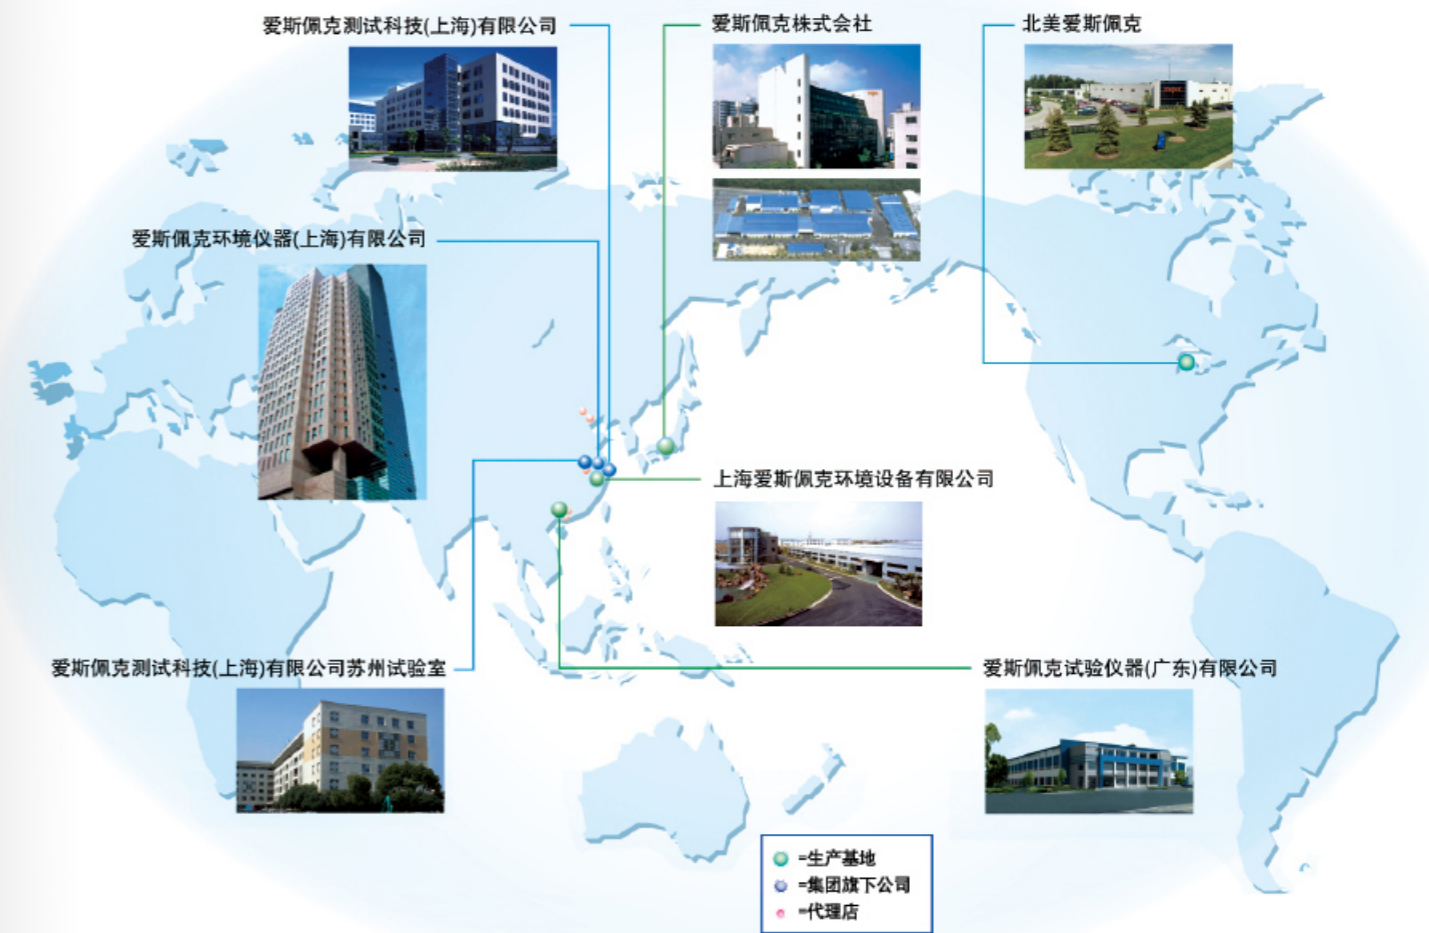 爱斯佩克测试科技(上海)有限公司
爱斯佩克株式会社
北美爱斯佩克
爱斯佩克环境仪器(上海)有限公司
上海爱斯佩克环境设备有限公司
爱斯佩克测试科技(上海)有限公司苏州试验室
爱斯佩克试验仪器(广东)有限公司
=生产基地
=集团旗下公司
=代理店